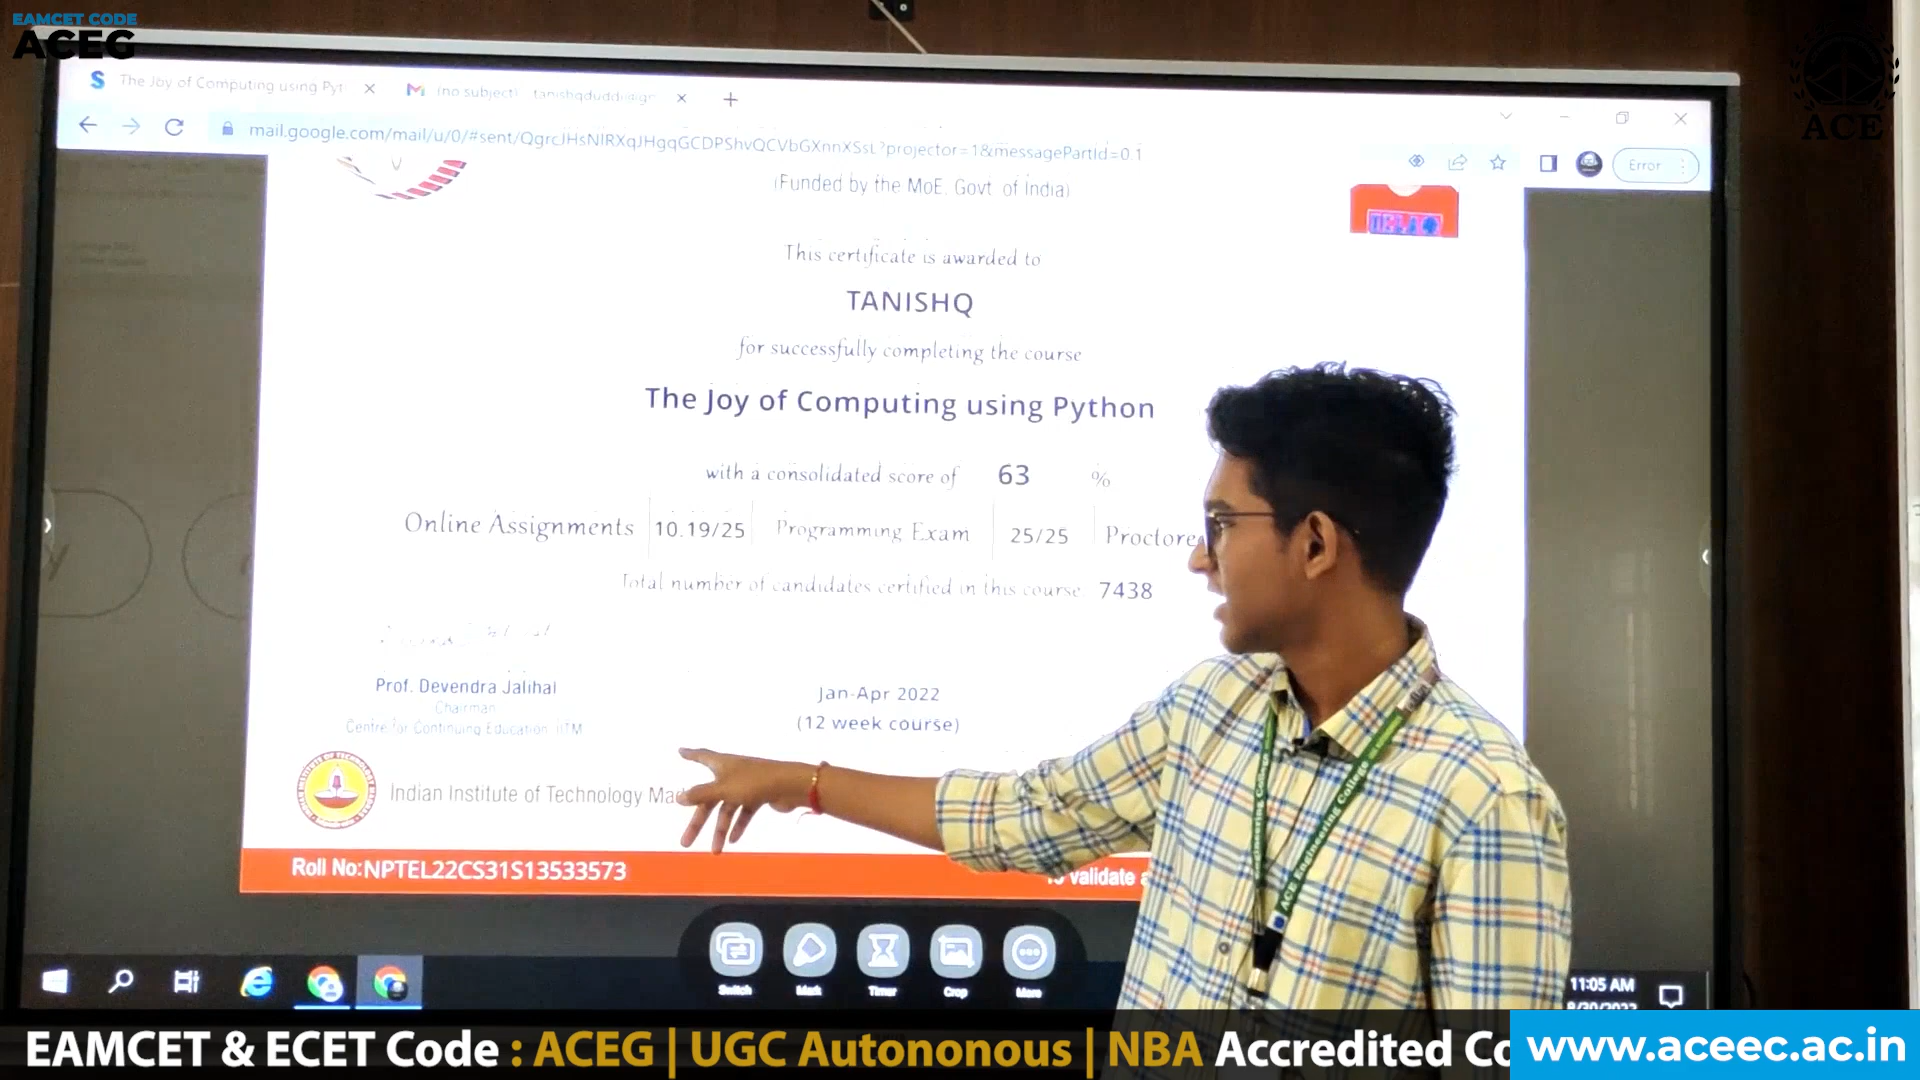 EAMCET CODE
ACEG
ACE
The Joy of Computing using Pyt
(no subject)
mail.google.com/mail/u/0/#sent/QgrcJHsNlRXqJHgqGCDPShvQCVbGXnnXSsL?projector=1&messagePartId=0.1
Error
(Funded by the MoE, Govt of India)
This certificate is awarded to
TANISHQ
for successfully completing the course
The Joy of Computing using Python
with a consolidated score of 63 %
Online Assignments 10.19/25 Programming Exam 25/25 Proctore
Total number of candidates certified in this course: 7438
Prof. Devendra Jalihal
Chairman
Centre for Continuing Education, IITM
Jan-Apr 2022
(12 week course)
Indian Institute of Technology Mad
Roll No:NPTEL22CS31S13533573
To validate
Switch Mark Timer Crop More
11:05 AM
ACE Engineering College
EAMCET & ECET Code : ACEG | UGC Autononous | NBA Accredited Co
www.aceec.ac.in